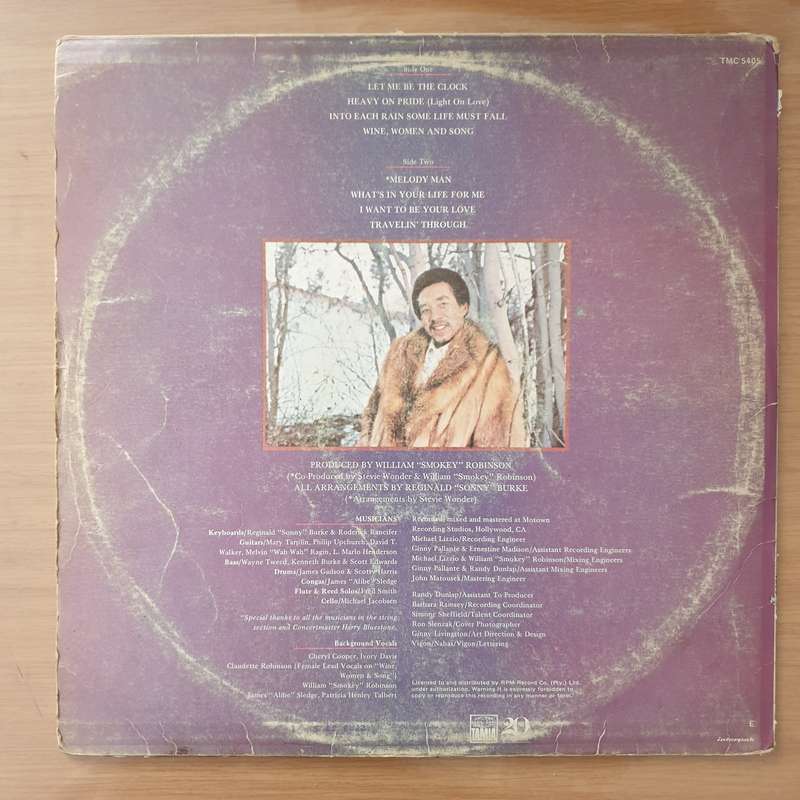 TMC 5405
Side One
LET ME BE THE CLOCK
HEAVY ON PRIDE (Light On Love)
INTO EACH RAIN SOME LIFE MUST FALL
WINE, WOMEN AND SONG
Side Two
*MELODY MAN
WHAT'S IN YOUR LIFE FOR ME
I WANT TO BE YOUR LOVE
TRAVELIN' THROUGH
PRODUCED BY WILLIAM "SMOKEY" ROBINSON
(*Co-Produced by Stevie Wonder & William "Smokey" Robinson)
ALL ARRANGEMENTS BY REGINALD "SONNY" BURKE
(*Arrangements by Stevie Wonder)
MUSICIANS
Keyboards/Reginald "Sonny" Burke & Roderick Rancifer
Guitars/Marv Tarplin, Philip Upchurch, David T.
Walker, Melvin "Wah Wah" Ragin, L. Marlo Henderson
Bass/Wayne Tweed, Kenneth Burke & Scott Edwards
Drums/James Gadson & Scotty Harris
Congas/James "Alibe" Sledge
Flute & Reed Solos/Fred Smith
Cello/Michael Jacobsen
"Special thanks to all the musicians in the string
section and Concertmaster Harry Bluestone.
Background Vocals
Cheryl Cooper, Ivory Davis
Claudette Robinson (Female Lead Vocals on "Wine,
Women & Song")
William "Smokey" Robinson
James "Alibe" Sledge, Patricia Henley Talbert
Recorded, mixed and mastered at Motown
Recording Studios, Hollywood, CA
Michael Lizzio/Recording Engineer
Ginny Pallante & Ernestine Madison/Assistant Recording Engineers
Michael Lizzio & William "Smokey" Robinson/Mixing Engineers
Ginny Pallante & Randy Dunlap/Assistant Mixing Engineers
John Matousek/Mastering Engineer
Randy Dunlap/Assistant To Producer
Barbara Ramsey/Recording Coordinator
Simmy Sheffield/Talent Coordinator
Ron Slenzak/Cover Photographer
Ginny Livingston/Art Direction & Design
Vigon/Nahas/Vigon/Lettering
Licensed to and distributed by RPM Record Co. (Pty.) Ltd.
under authorization. Warning it is expressly forbidden to
copy or reproduce this recording in any manner or form.
TAMLA 20
E